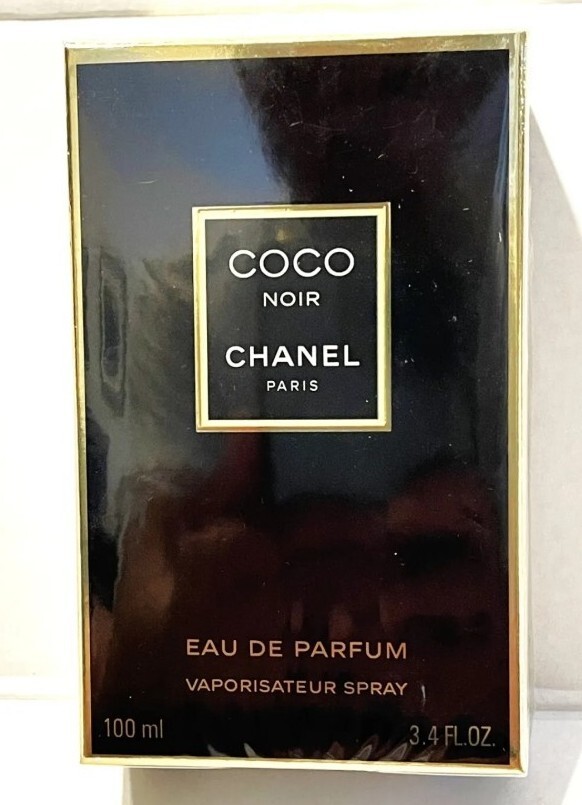 COCO
NOIR
CHANEL
PARIS
EAU DE PARFUM
VAPORISATEUR SPRAY
100 ml
3.4 FL.OZ.